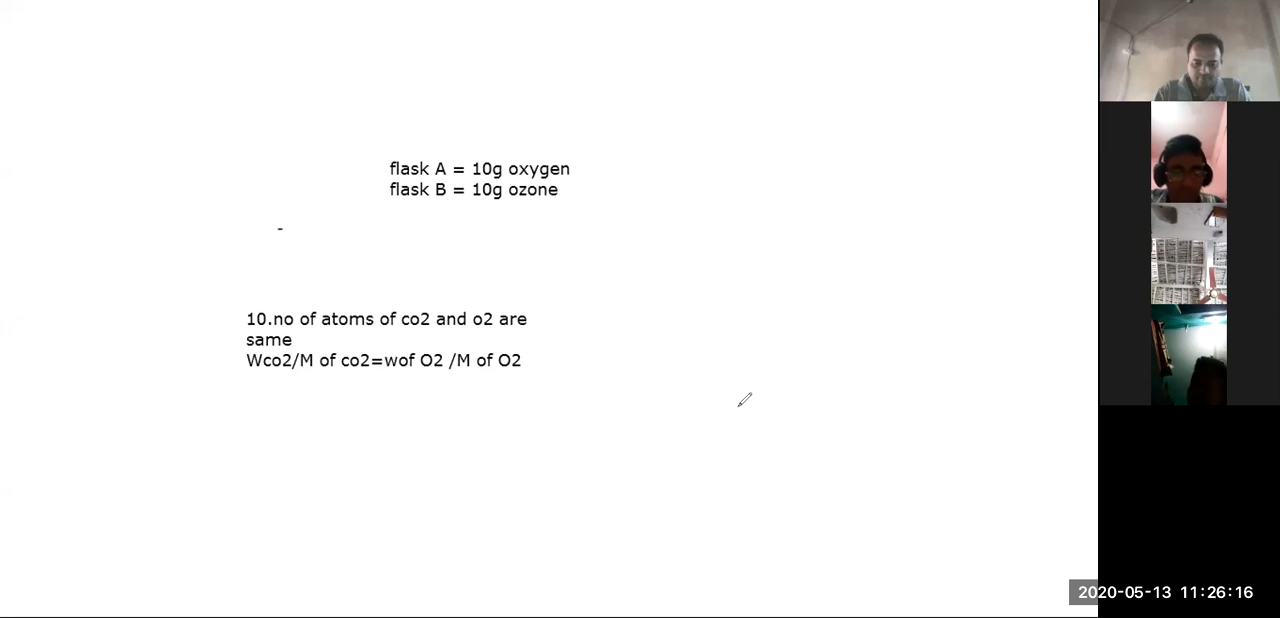 flask A = 10g oxygen
flask B = 10g ozone
-
10.no of atoms of co2 and o2 are
same
Wco2/M of co2=wof O2 /M of O2
2020-05-13 11:26:16